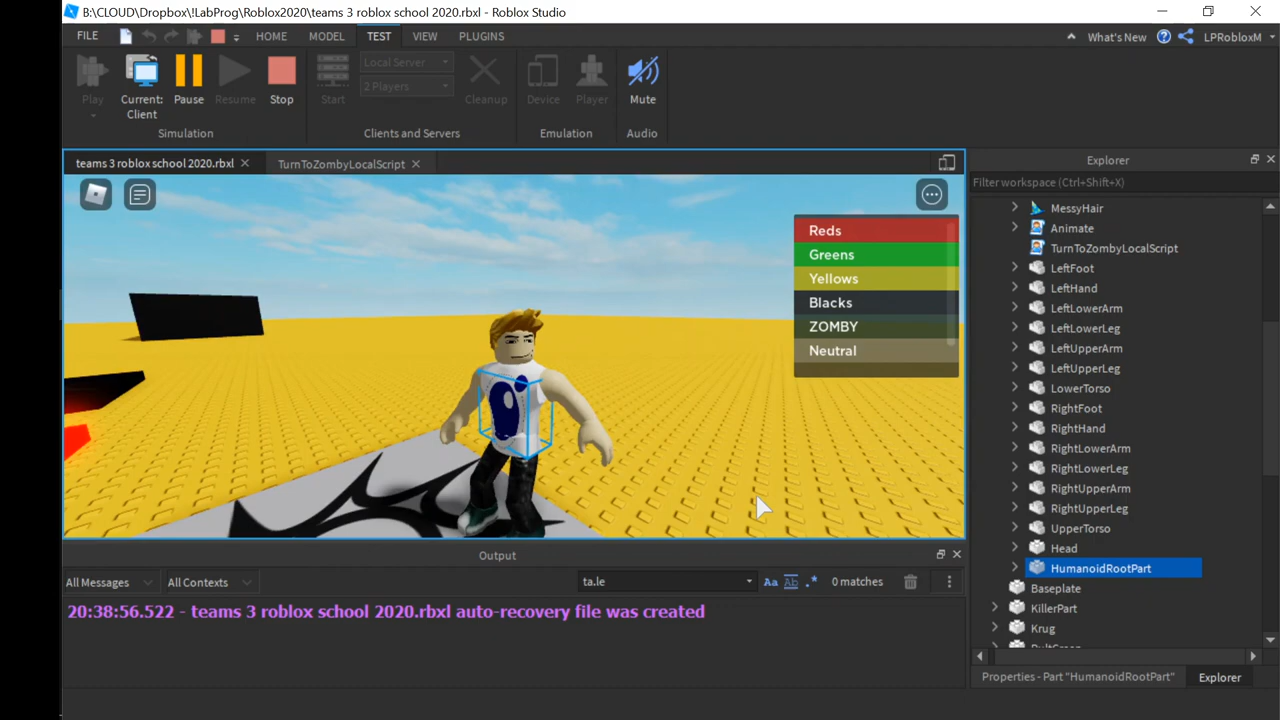 B:\CLOUD\Dropbox\!LabProg\Roblox2020\teams 3 roblox school 2020.rbxl - Roblox Studio
FILE HOME MODEL TEST VIEW PLUGINS What's New LPRobloxM
Play
Current: Client
Pause
Resume
Stop
Simulation
Start
Local Server
2 Players
Cleanup
Clients and Servers
Device
Player
Emulation
Mute
Audio
teams 3 roblox school 2020.rbxl
TurnToZombyLocalScript
Reds
Greens
Yellows
Blacks
ZOMBY
Neutral
Output
All Messages
All Contexts
ta.le
Aa
Ab
.*
0 matches
20:38:56.522 - teams 3 roblox school 2020.rbxl auto-recovery file was created
Explorer
Filter workspace (Ctrl+Shift+X)
MessyHair
Animate
TurnToZombyLocalScript
LeftFoot
LeftHand
LeftLowerArm
LeftLowerLeg
LeftUpperArm
LeftUpperLeg
LowerTorso
RightFoot
RightHand
RightLowerArm
RightLowerLeg
RightUpperArm
RightUpperLeg
UpperTorso
Head
HumanoidRootPart
Baseplate
KillerPart
Krug
Properties - Part "HumanoidRootPart"
Explorer